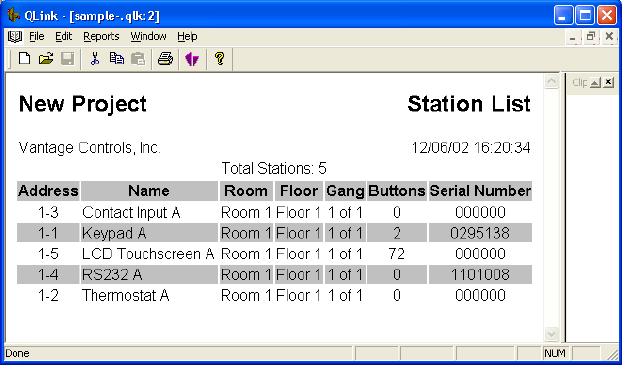 QLink - [sample-.qlk:2]
File Edit Reports Window Help
Clip
New Project Station List
Vantage Controls, Inc. 12/06/02 16:20:34
Total Stations: 5
Address Name Room Floor Gang Buttons Serial Number
1-3 Contact Input A Room 1 Floor 1 1 of 1 0 000000
1-1 Keypad A Room 1 Floor 1 1 of 1 2 0295138
1-5 LCD Touchscreen A Room 1 Floor 1 1 of 1 72 000000
1-4 RS232 A Room 1 Floor 1 1 of 1 0 1101008
1-2 Thermostat A Room 1 Floor 1 1 of 1 0 000000
Done NUM